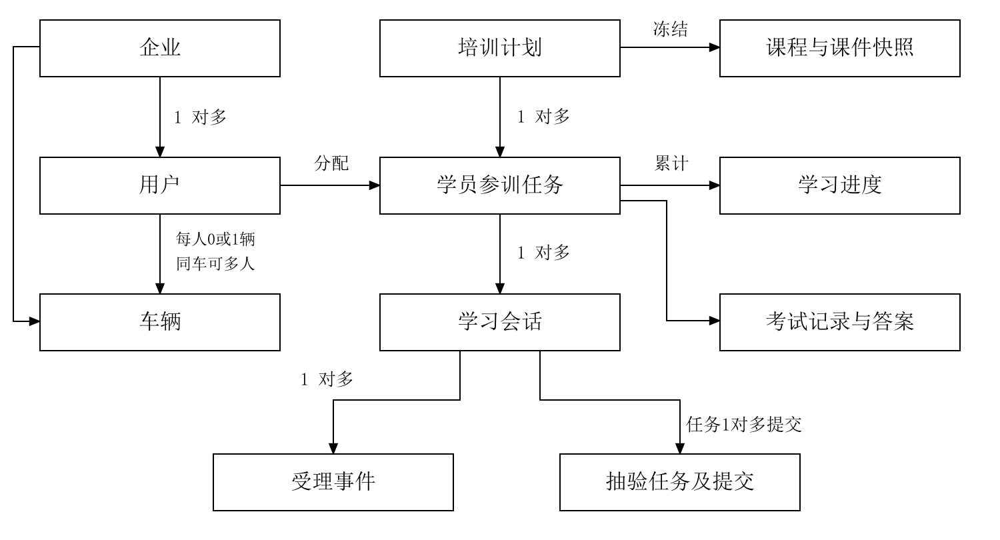 企业
培训计划
冻结
课程与课件快照
1 对多
1 对多
用户
分配
学员参训任务
累计
学习进度
每人0或1辆
同车可多人
1 对多
车辆
学习会话
考试记录与答案
1 对多
任务1对多提交
受理事件
抽验任务及提交